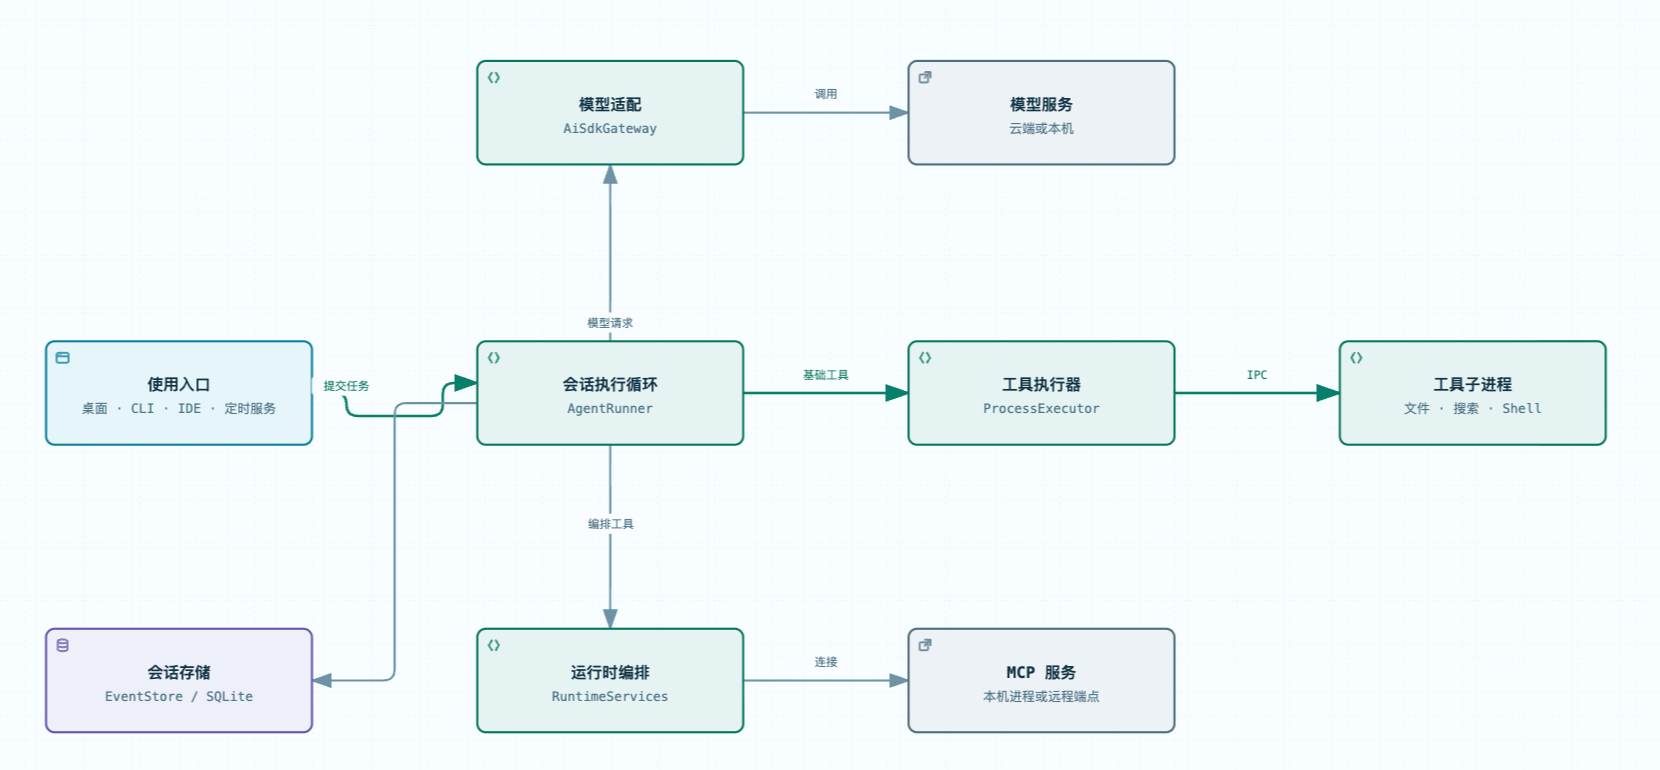 模型适配
AiSdkGateway
调用
模型服务
云端或本机
模型请求
使用入口
桌面 · CLI · IDE · 定时服务
提交任务
会话执行循环
AgentRunner
基础工具
工具执行器
ProcessExecutor
IPC
工具子进程
文件 · 搜索 · Shell
编排工具
会话存储
EventStore / SQLite
运行时编排
RuntimeServices
连接
MCP 服务
本机进程或远程端点